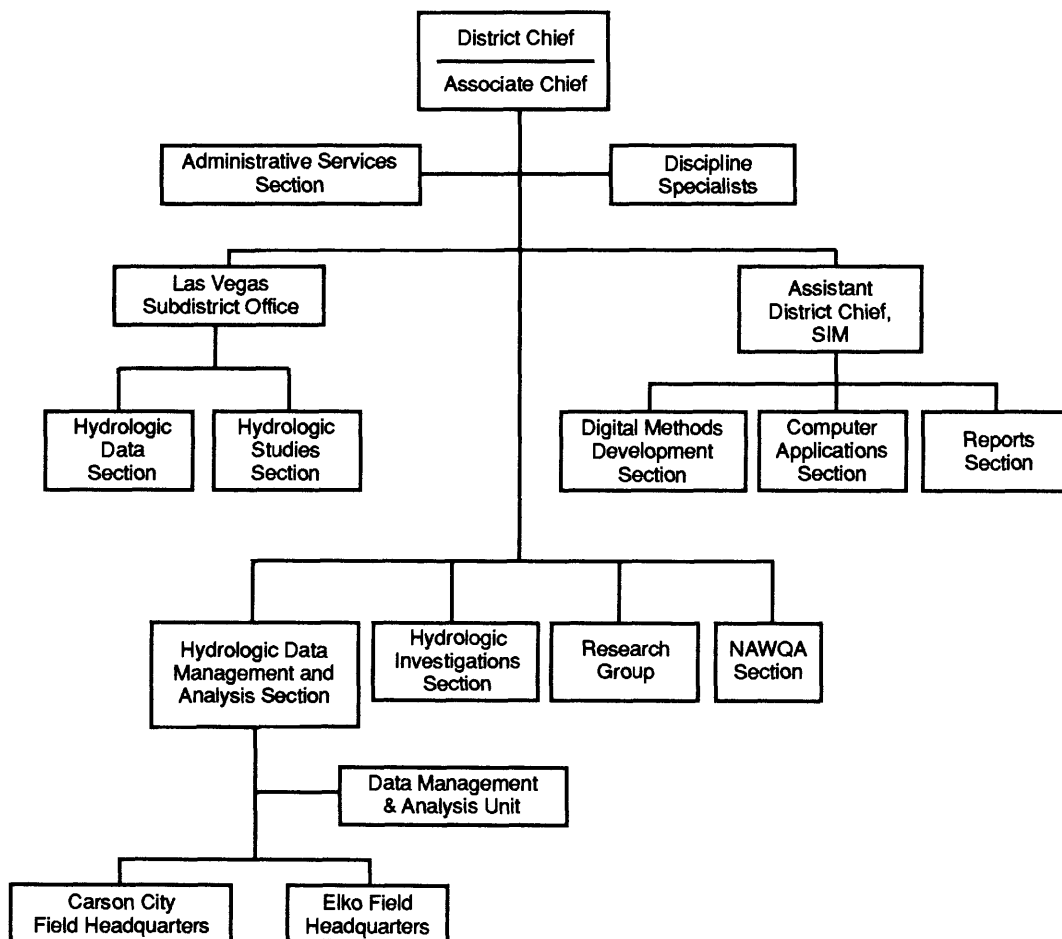 District Chief
Associate Chief
Administrative Services
Section
Discipline
Specialists
Las Vegas
Subdistrict Office
Assistant
District Chief,
SIM
Hydrologic
Data
Section
Hydrologic
Studies
Section
Digital Methods
Development
Section
Computer
Applications
Section
Reports
Section
Hydrologic Data
Management and
Analysis Section
Hydrologic
Investigations
Section
Research
Group
NAWQA
Section
Data Management
& Analysis Unit
Carson City
Field Headquarters
Elko Field
Headquarters